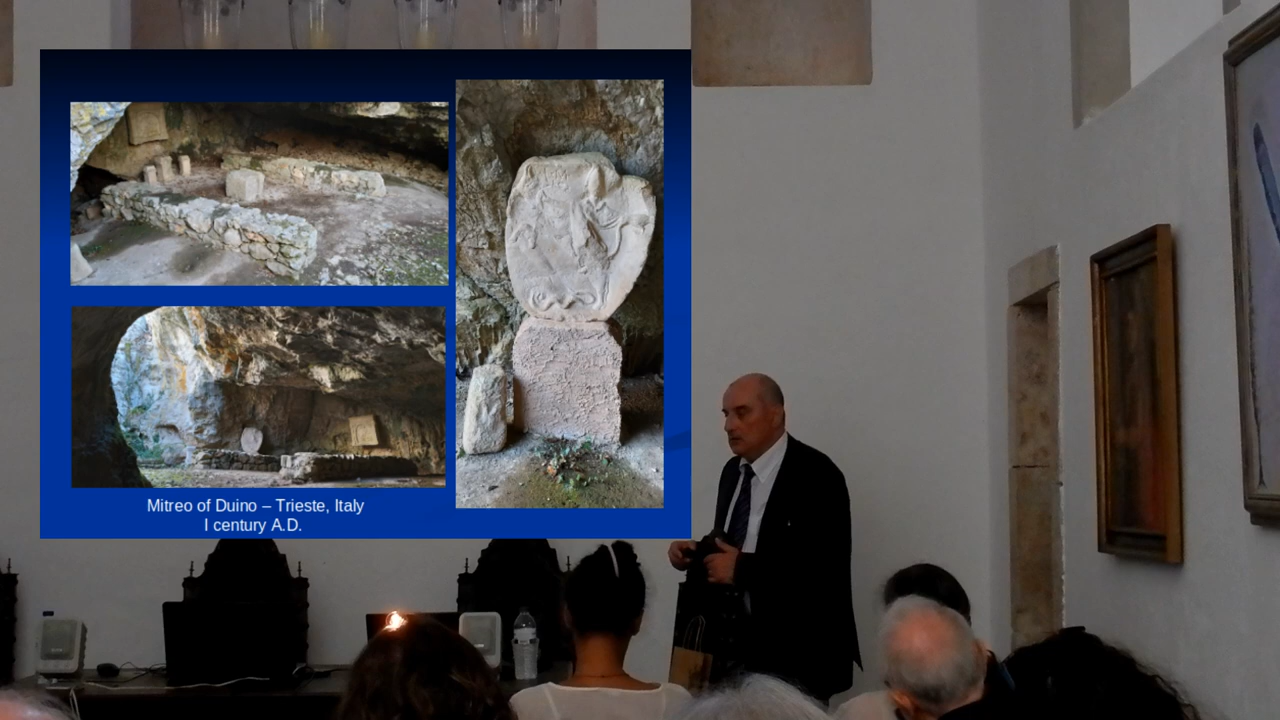 Mitreo of Duino – Trieste, Italy
I century A.D.